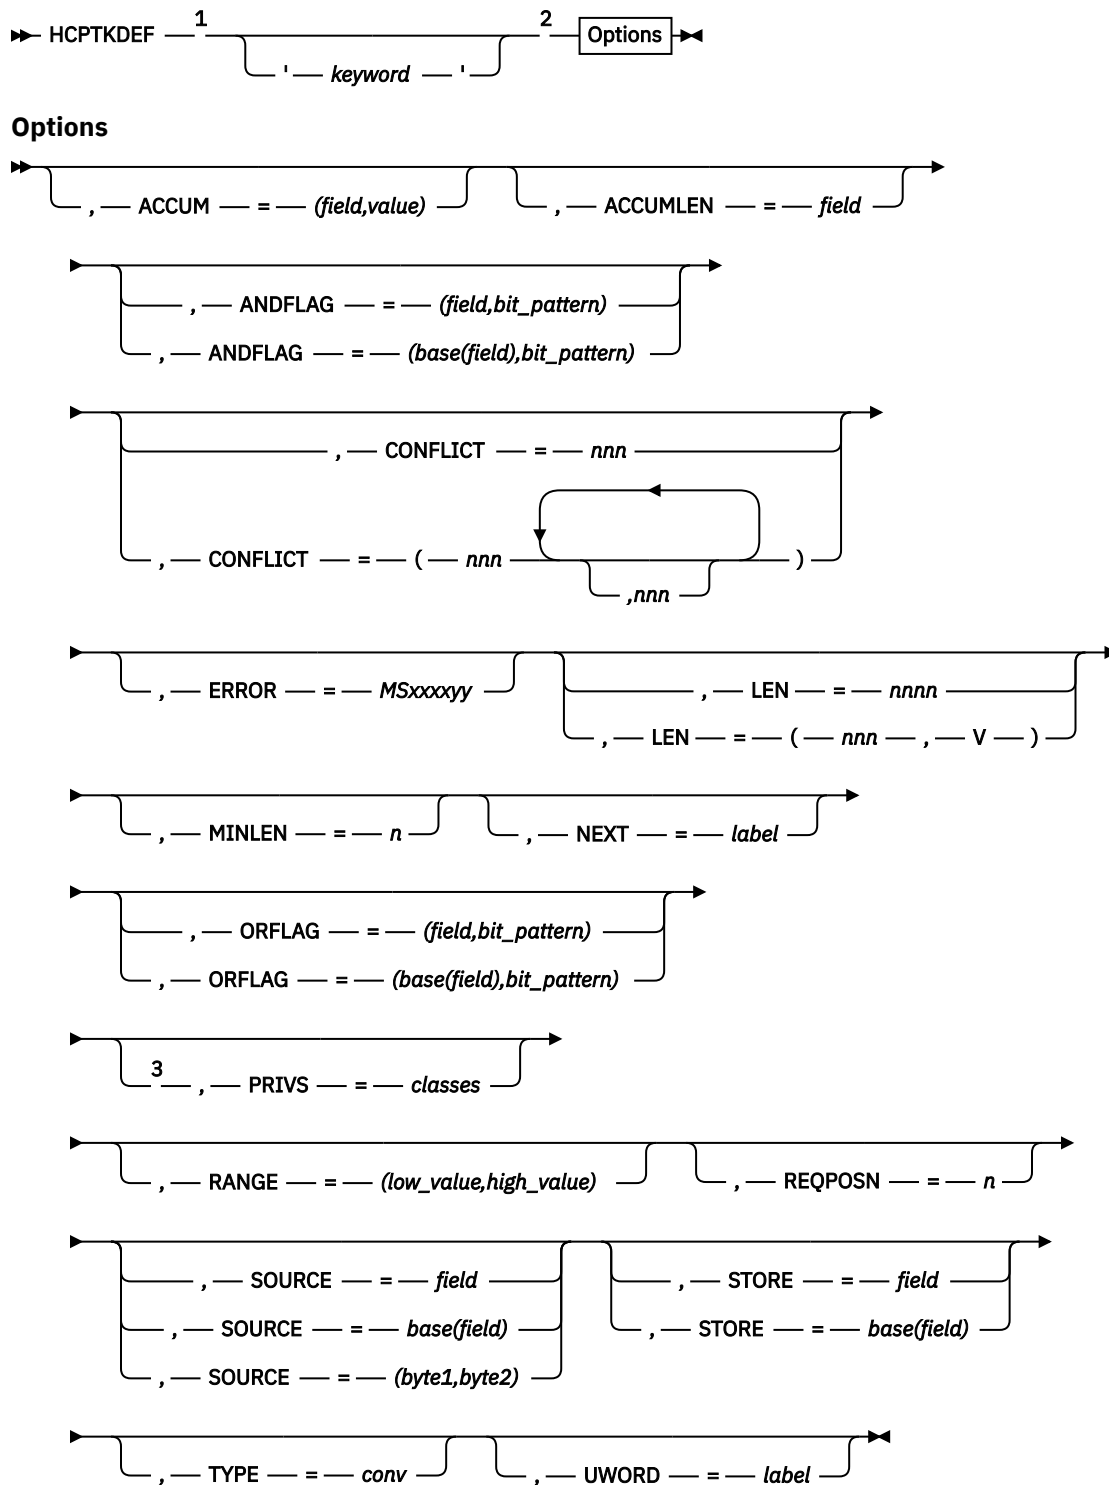 1 2
HCPTKDEF Options
' keyword '
Options
, ACCUM = (field,value) , ACCUMLEN = field
, ANDFLAG = (field,bit_pattern)
, ANDFLAG = (base(field),bit_pattern)
, CONFLICT = nnn
, CONFLICT = ( nnn )
,nnn
, ERROR = MSxxxxyy , LEN = nnnn
, LEN = ( nnn , V )
, MINLEN = n , NEXT = label
, ORFLAG = (field,bit_pattern)
, ORFLAG = (base(field),bit_pattern)
3
, PRIVS = classes
, RANGE = (low_value,high_value) , REQPOSN = n
, SOURCE = field , STORE = field
, SOURCE = base(field) , STORE = base(field)
, SOURCE = (byte1,byte2)
, TYPE = conv , UWORD = label